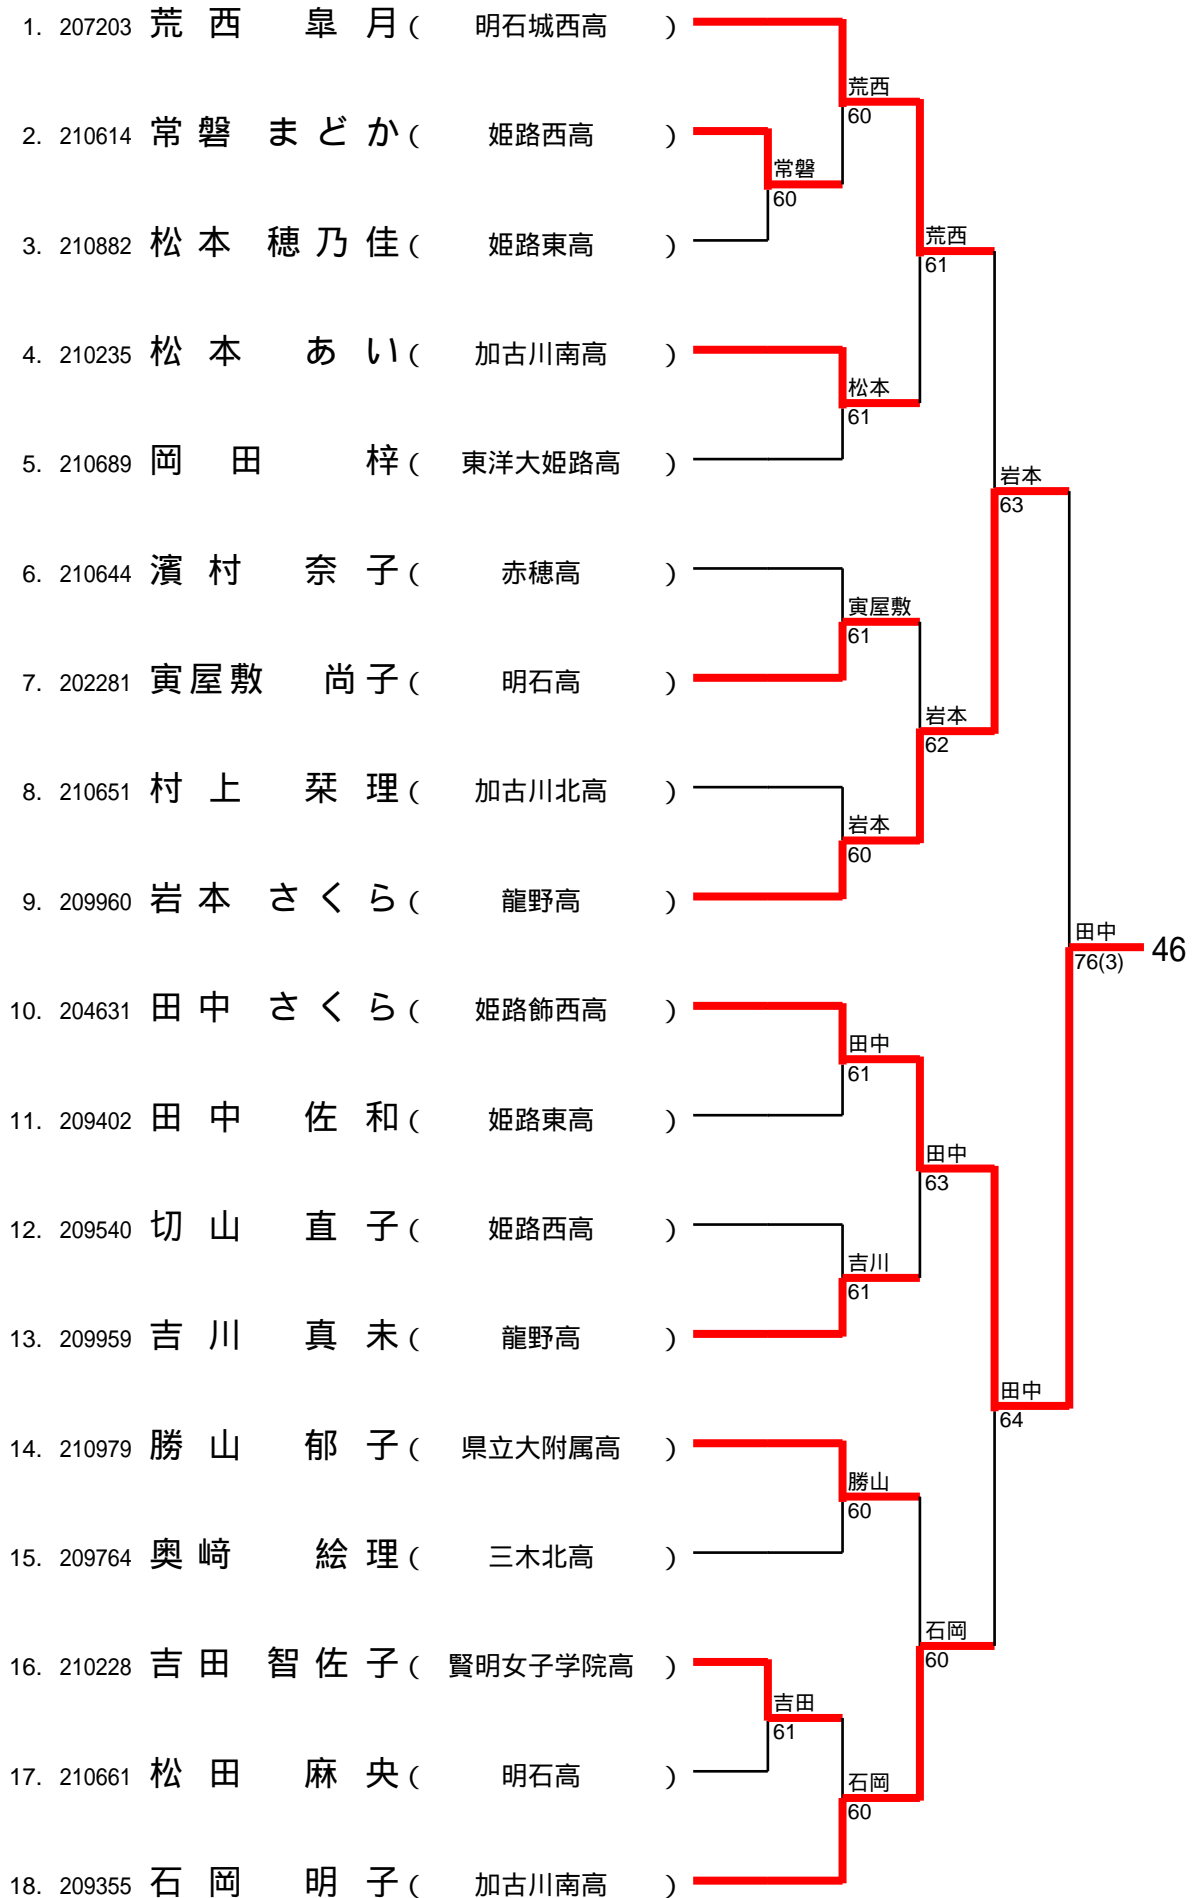 1. 207203 荒西 皐月 ( 明石城西高 )
荒西
60
2. 210614 常磐 まどか ( 姫路西高 )
常磐
60
3. 210882 松本 穂乃佳 ( 姫路東高 )
荒西
61
4. 210235 松本 あい ( 加古川南高 )
松本
61
5. 210689 岡田 梓 ( 東洋大姫路高 )
岩本
63
6. 210644 濱村 奈子 ( 赤穂高 )
寅屋敷
61
7. 202281 寅屋敷 尚子 ( 明石高 )
岩本
62
8. 210651 村上 栞理 ( 加古川北高 )
岩本
60
9. 209960 岩本 さくら ( 龍野高 )
田中
76(3)
46
10. 204631 田中 さくら ( 姫路飾西高 )
田中
61
11. 209402 田中 佐和 ( 姫路東高 )
田中
63
12. 209540 切山 直子 ( 姫路西高 )
吉川
61
13. 209959 吉川 真未 ( 龍野高 )
田中
64
14. 210979 勝山 郁子 ( 県立大附属高 )
勝山
60
15. 209764 奥﨑 絵理 ( 三木北高 )
石岡
60
16. 210228 吉田 智佐子 ( 賢明女子学院高 )
吉田
61
17. 210661 松田 麻央 ( 明石高 )
石岡
60
18. 209355 石岡 明子 ( 加古川南高 )